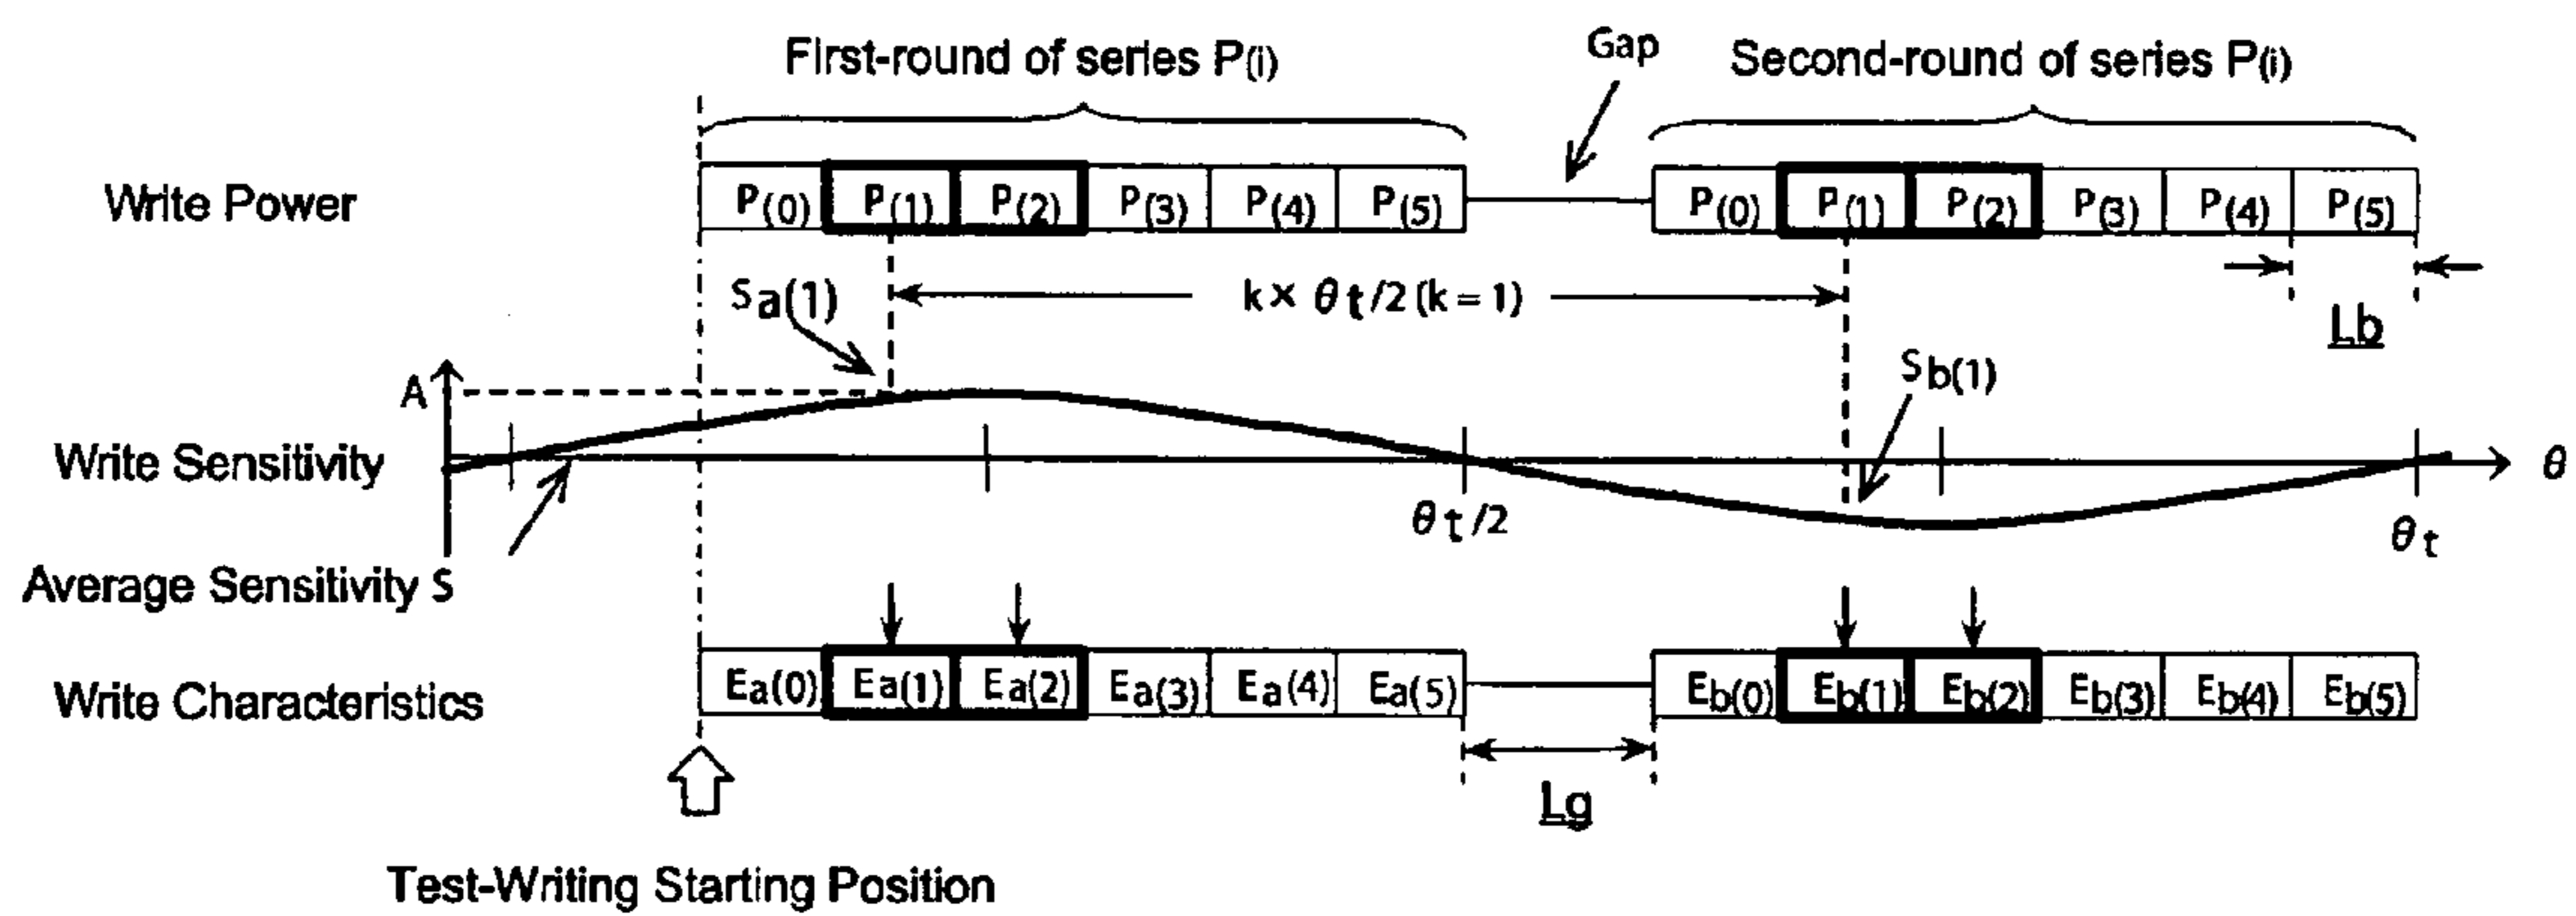 First-round of series P(i)
Gap
Second-round of series P(i)
Write Power
P(0) P(1) P(2) P(3) P(4) P(5)
P(0) P(1) P(2) P(3) P(4) P(5)
Sa(1)
k× θt/2 (k = 1)
Lb
Sb(1)
A
Write Sensitivity
θ
θt/2
θt
Average Sensitivity S
Write Characteristics
Ea(0) Ea(1) Ea(2) Ea(3) Ea(4) Ea(5)
Eb(0) Eb(1) Eb(2) Eb(3) Eb(4) Eb(5)
Lg
Test-Writing Starting Position